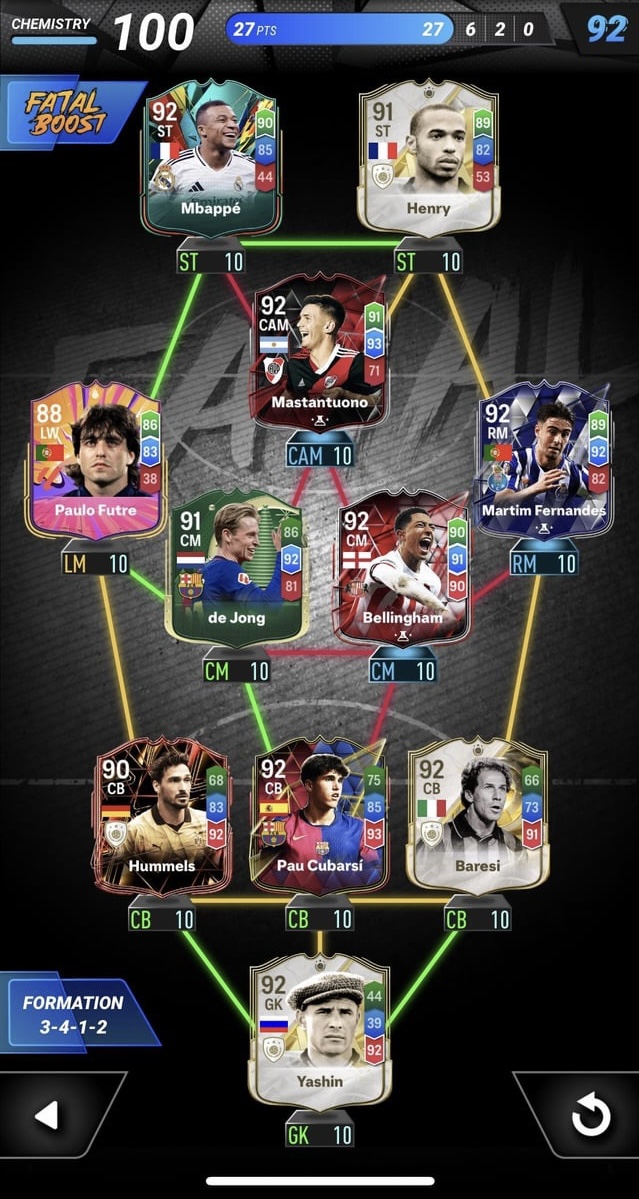 CHEMISTRY 100 27 PTS 27 6 2 0 92
FATAL
BOOST
92
ST
90
85
44
Mbappé
91
ST
89
82
53
Henry
ST 10
ST 10
92
CAM
91
93
71
Mastantuono
CAM 10
88
LW
86
83
38
Paulo Futre
LM 10
92
RM
89
92
82
Martim Fernandes
RM 10
91
CM
86
92
81
de Jong
CM 10
92
CM
90
91
90
Bellingham
CM 10
90
CB
68
83
92
Hummels
CB 10
92
CB
75
85
93
Pau Cubarsí
CB 10
92
CB
66
73
91
Baresi
CB 10
92
GK
44
39
92
Yashin
GK 10
FORMATION
3-4-1-2